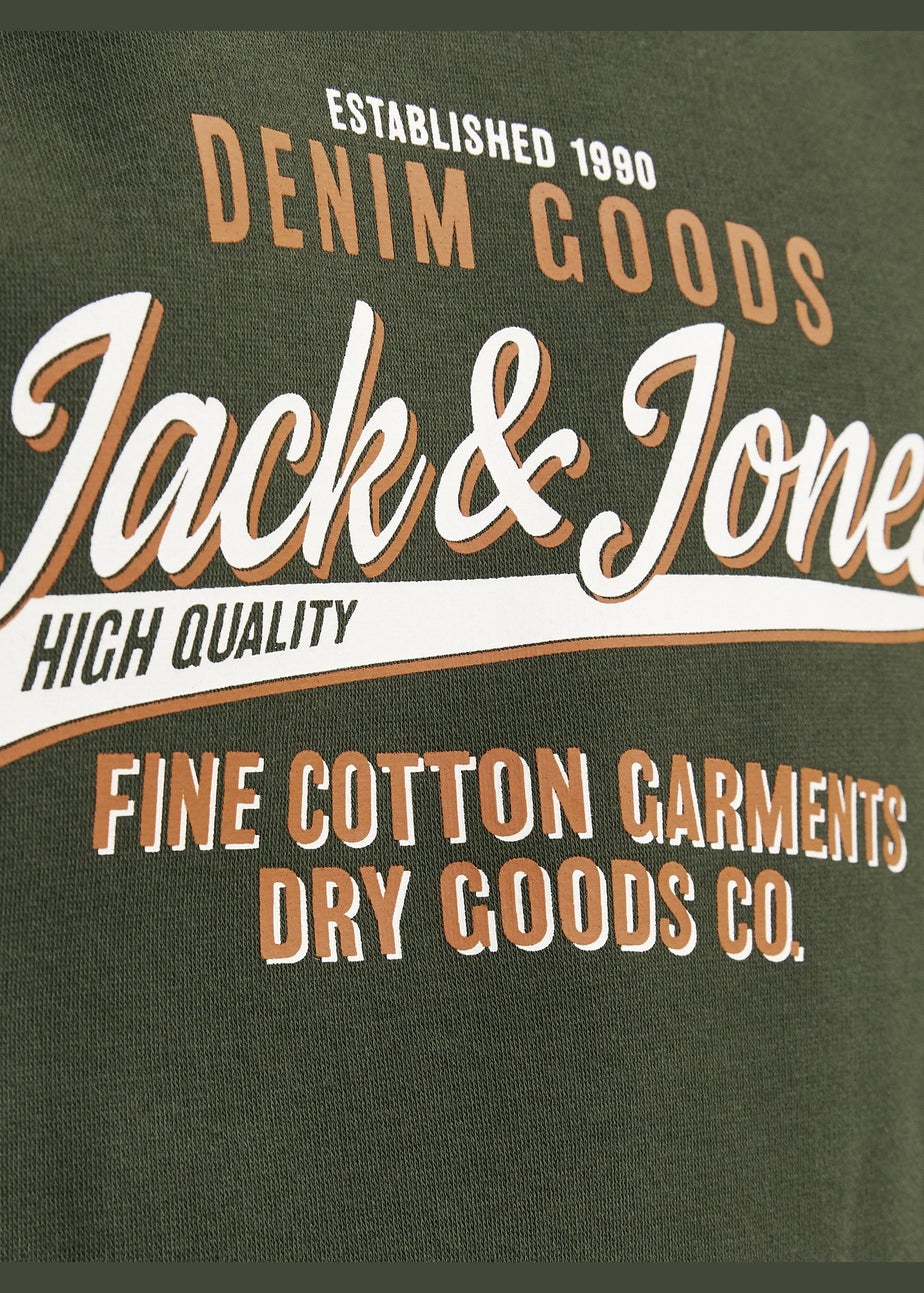 ESTABLISHED 1990
DENIM GOODS
Jack & Jone
HIGH QUALITY
FINE COTTON GARMENTS
DRY GOODS CO.